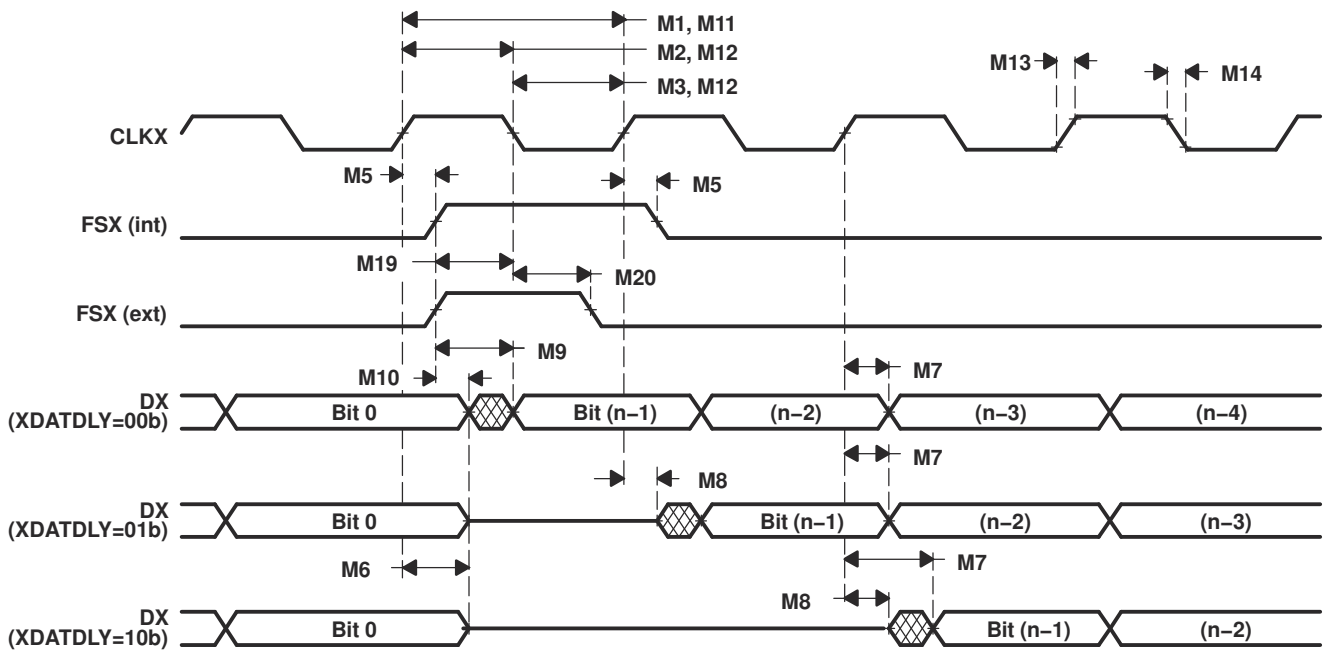 M1, M11
M2, M12
M3, M12
M13
M14
CLKX
M5
M5
FSX (int)
M19
M20
FSX (ext)
M9
M10
M7
DX
(XDATDLY=00b)
Bit 0
Bit (n−1)
(n−2)
(n−3)
(n−4)
M7
M8
DX
(XDATDLY=01b)
Bit 0
Bit (n−1)
(n−2)
(n−3)
M6
M7
M8
DX
(XDATDLY=10b)
Bit 0
Bit (n−1)
(n−2)